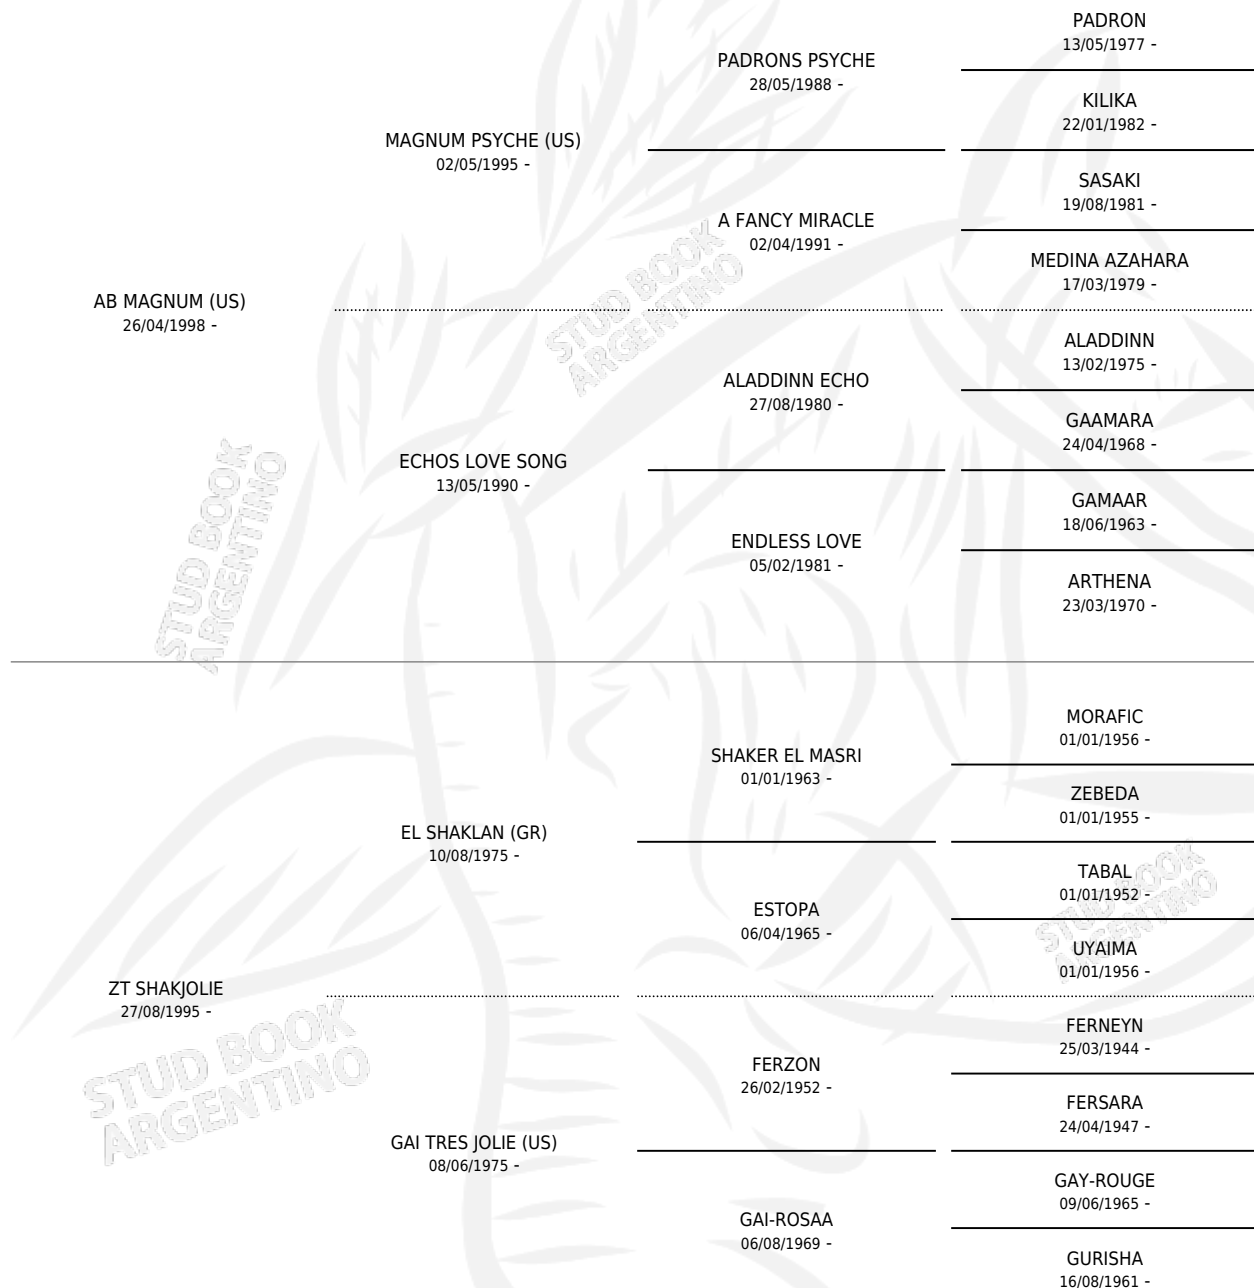 PADRON
13/05/1977 -
PADRONS PSYCHE
28/05/1988 -
KILIKA
22/01/1982 -
MAGNUM PSYCHE (US)
02/05/1995 -
SASAKI
19/08/1981 -
A FANCY MIRACLE
02/04/1991 -
MEDINA AZAHARA
17/03/1979 -
AB MAGNUM (US)
26/04/1998 -
ALADDINN
13/02/1975 -
ALADDINN ECHO
27/08/1980 -
GAAMARA
24/04/1968 -
ECHOS LOVE SONG
13/05/1990 -
GAMAAR
18/06/1963 -
ENDLESS LOVE
05/02/1981 -
ARTHENA
23/03/1970 -
MORAFIC
01/01/1956 -
SHAKER EL MASRI
01/01/1963 -
ZEBEDA
01/01/1955 -
EL SHAKLAN (GR)
10/08/1975 -
TABAL
01/01/1952 -
ESTOPA
06/04/1965 -
UYAIMA
01/01/1956 -
ZT SHAKJOLIE
27/08/1995 -
FERNEYN
25/03/1944 -
FERZON
26/02/1952 -
FERSARA
24/04/1947 -
GAI TRES JOLIE (US)
08/06/1975 -
GAY-ROUGE
09/06/1965 -
GAI-ROSAA
06/08/1969 -
GURISHA
16/08/1961 -
STUD BOOK
ARGENTINO
STUD BOOK
ARGENTINO
STUD BOOK
ARGENTINO
STUD BOOK
ARGENTINO